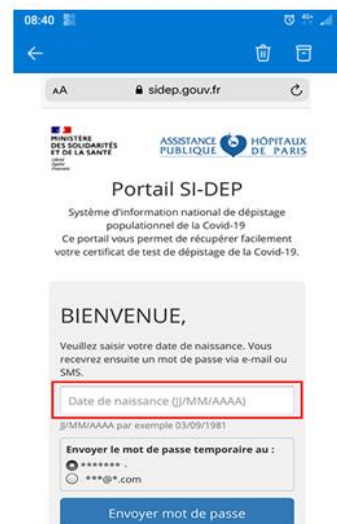 08:40
4G+
AA sidep.gouv.fr
MINISTÈRE
DES SOLIDARITÉS
ET DE LA SANTÉ
Liberté
Égalité
Fraternité
ASSISTANCE HÔPITAUX
PUBLIQUE DE PARIS
Portail SI-DEP
Système d'information national de dépistage
populationnel de la Covid-19
Ce portail vous permet de récupérer facilement
votre certificat de test de dépistage de la Covid-19.
BIENVENUE,
Veuillez saisir votre date de naissance. Vous
recevrez ensuite un mot de passe via e-mail ou
SMS.
Date de naissance (JJ/MM/AAAA)
JJ/MM/AAAA par exemple 03/09/1981
Envoyer le mot de passe temporaire au :
******* .
***@*.com
Envoyer mot de passe